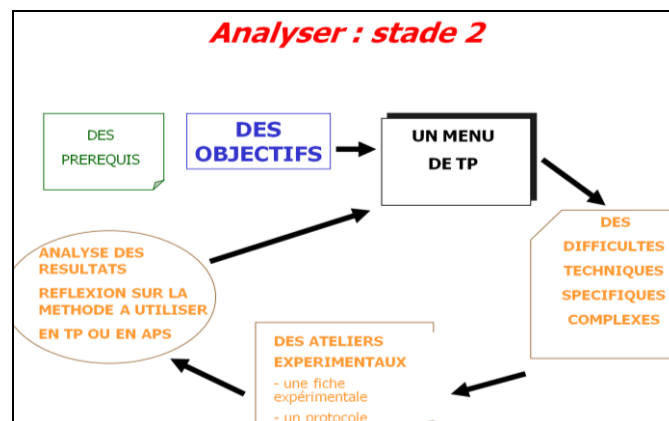 Analyser : stade 2
DES
PREREQUIS
DES
OBJECTIFS
UN MENU
DE TP
DES
DIFFICULTES
TECHNIQUES
SPECIFIQUES
COMPLEXES
ANALYSE DES
RESULTATS
REFLEXION SUR LA
METHODE A UTILISER
EN TP OU EN APS
DES ATELIERS
EXPERIMENTAUX
- une fiche
expérimentale
- un protocole